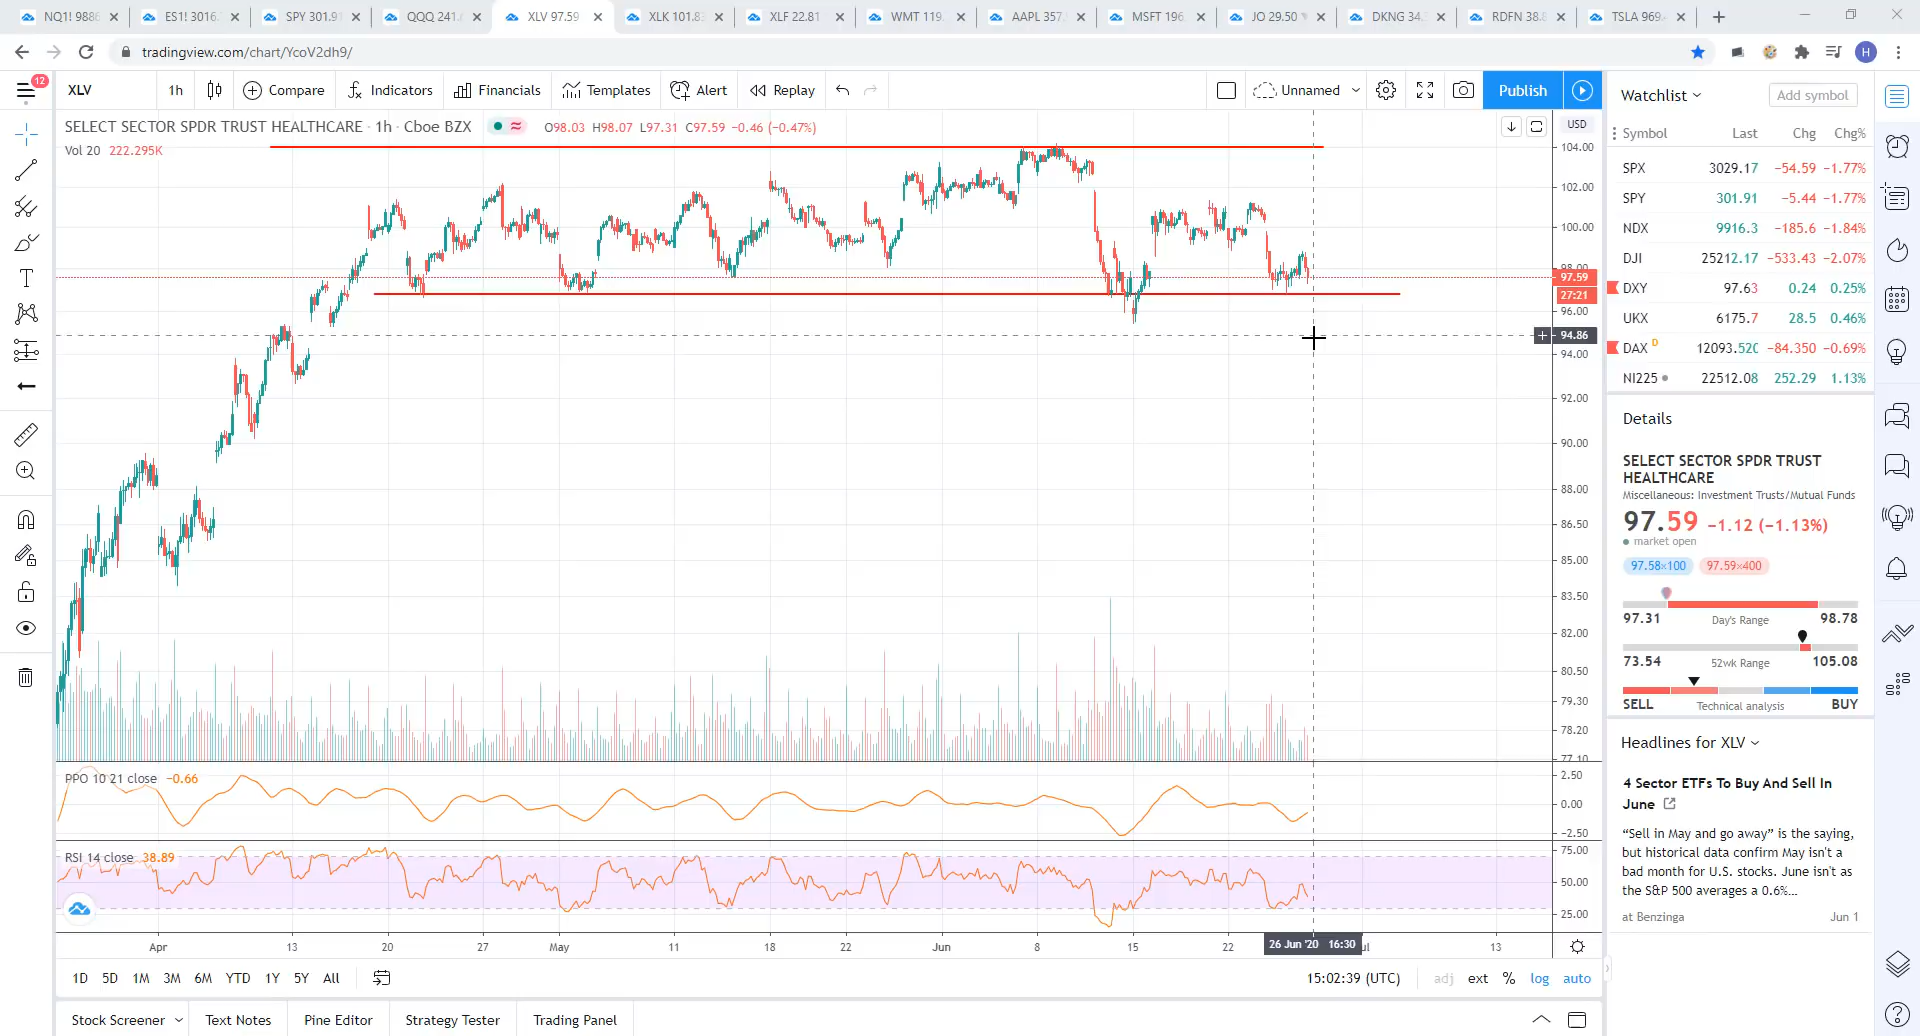 NQ1! 9886
ES1! 3016.
SPY 301.91
QQQ 241.
XLV 97.59
XLK 101.8
XLF 22.81
WMT 119.
AAPL 357.
MSFT 196.
JO 29.50
DKNG 34.
RDFN 38.8
TSLA 969.
tradingview.com/chart/YcoV2dh9/
H
12
XLV
1h
Compare
Indicators
Financials
Templates
Alert
Replay
Unnamed
Publish
SELECT SECTOR SPDR TRUST HEALTHCARE · 1h · Cboe BZX
O98.03 H98.07 L97.31 C97.59 −0.46 (−0.47%)
Vol 20 222.295K
USD
104.00
102.00
100.00
98.00
97.59
27:21
96.00
94.86
94.00
92.00
90.00
88.00
86.50
85.00
83.50
82.00
80.50
79.30
78.20
77.10
PPO 10 21 close −0.66
2.50
0.00
−2.50
RSI 14 close 38.89
75.00
50.00
25.00
Apr 13 20 27 May 11 18 22 Jun 8 15 22 26 Jun '20 16:30 ul 13
1D 5D 1M 3M 6M YTD 1Y 5Y All
15:02:39 (UTC) adj ext % log auto
Stock Screener Text Notes Pine Editor Strategy Tester Trading Panel
Watchlist
Add symbol
Symbol Last Chg Chg%
SPX 3029.17 −54.59 −1.77%
SPY 301.91 −5.44 −1.77%
NDX 9916.3 −185.6 −1.84%
DJI 25212.17 −533.43 −2.07%
DXY 97.63 0.24 0.25%
UKX 6175.7 28.5 0.46%
DAX D 12093.520 −84.350 −0.69%
NI225 22512.08 252.29 1.13%
Details
SELECT SECTOR SPDR TRUST
HEALTHCARE
Miscellaneous: Investment Trusts/Mutual Funds
97.59 −1.12 (−1.13%)
market open
97.58×100 97.59×400
97.31 Day's Range 98.78
73.54 52wk Range 105.08
SELL Technical analysis BUY
Headlines for XLV
4 Sector ETFs To Buy And Sell In
June
“Sell in May and go away” is the saying,
but historical data confirm May isn't a
bad month for U.S. stocks. June isn't as
the S&P 500 averages a 0.6%...
at Benzinga Jun 1